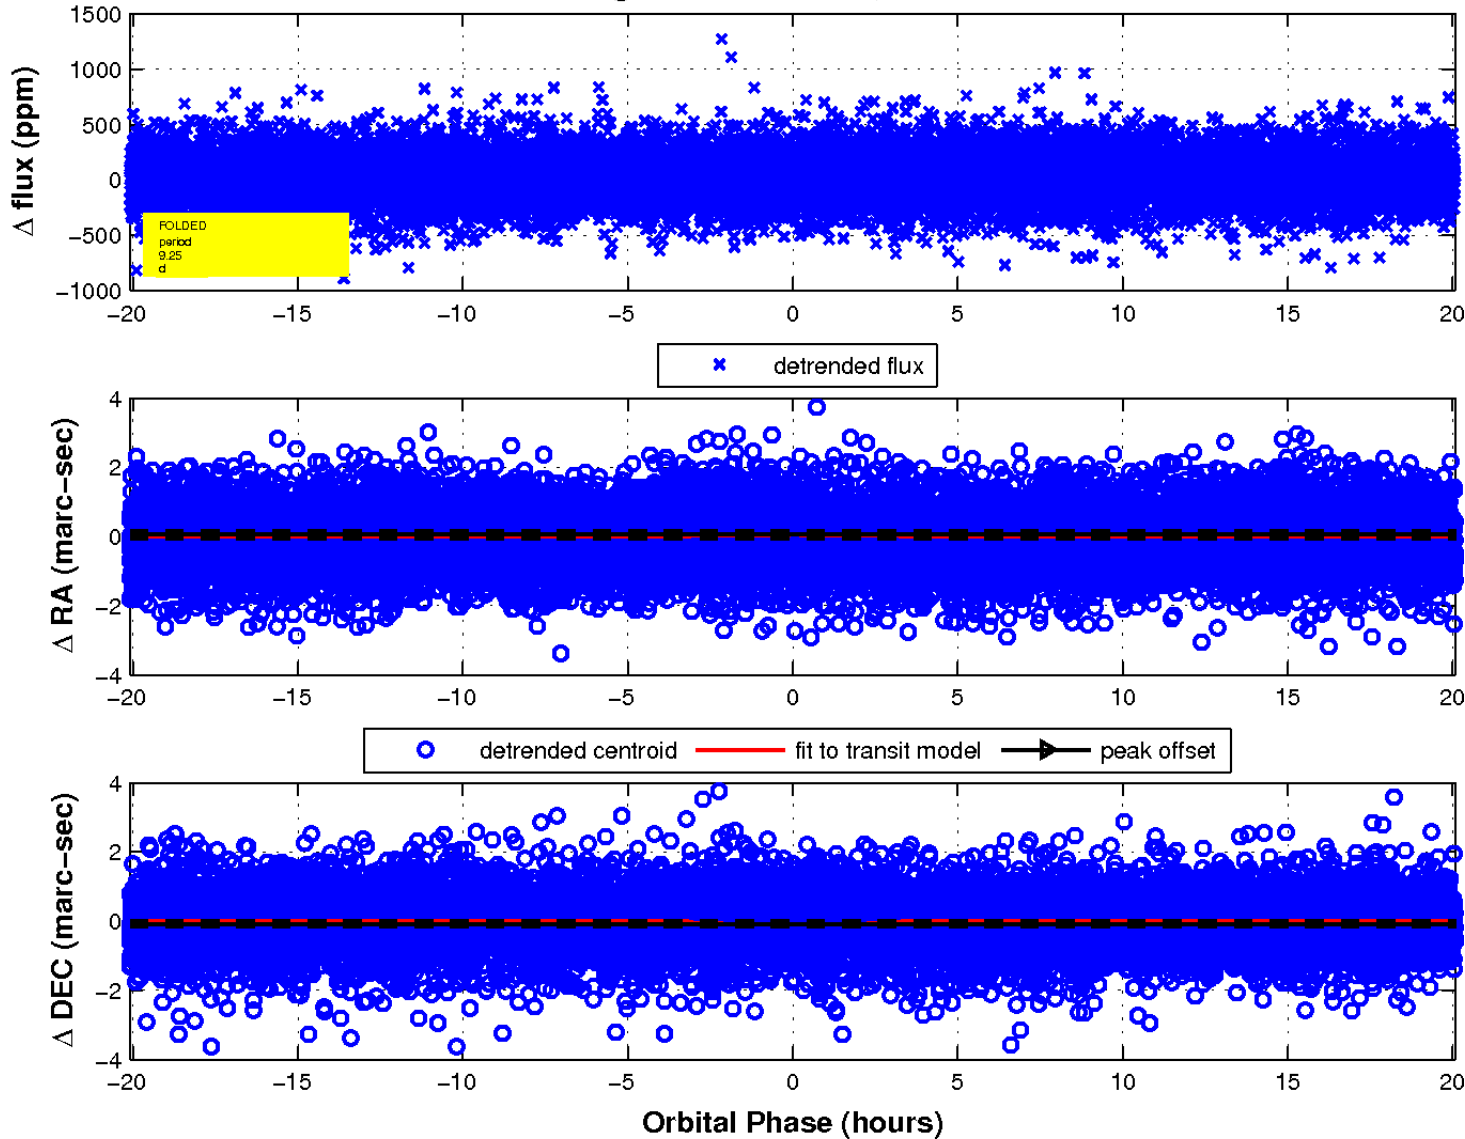 1500
1000
500
0
−500
−1000
Δ flux (ppm)
FOLDED
period
9.25
d
−20 −15 −10 −5 0 5 10 15 20
detrended flux
4
2
0
−2
−4
Δ RA (marc−sec)
−20 −15 −10 −5 0 5 10 15 20
detrended centroid fit to transit model peak offset
4
2
0
−2
−4
Δ DEC (marc−sec)
−20 −15 −10 −5 0 5 10 15 20
Orbital Phase (hours)